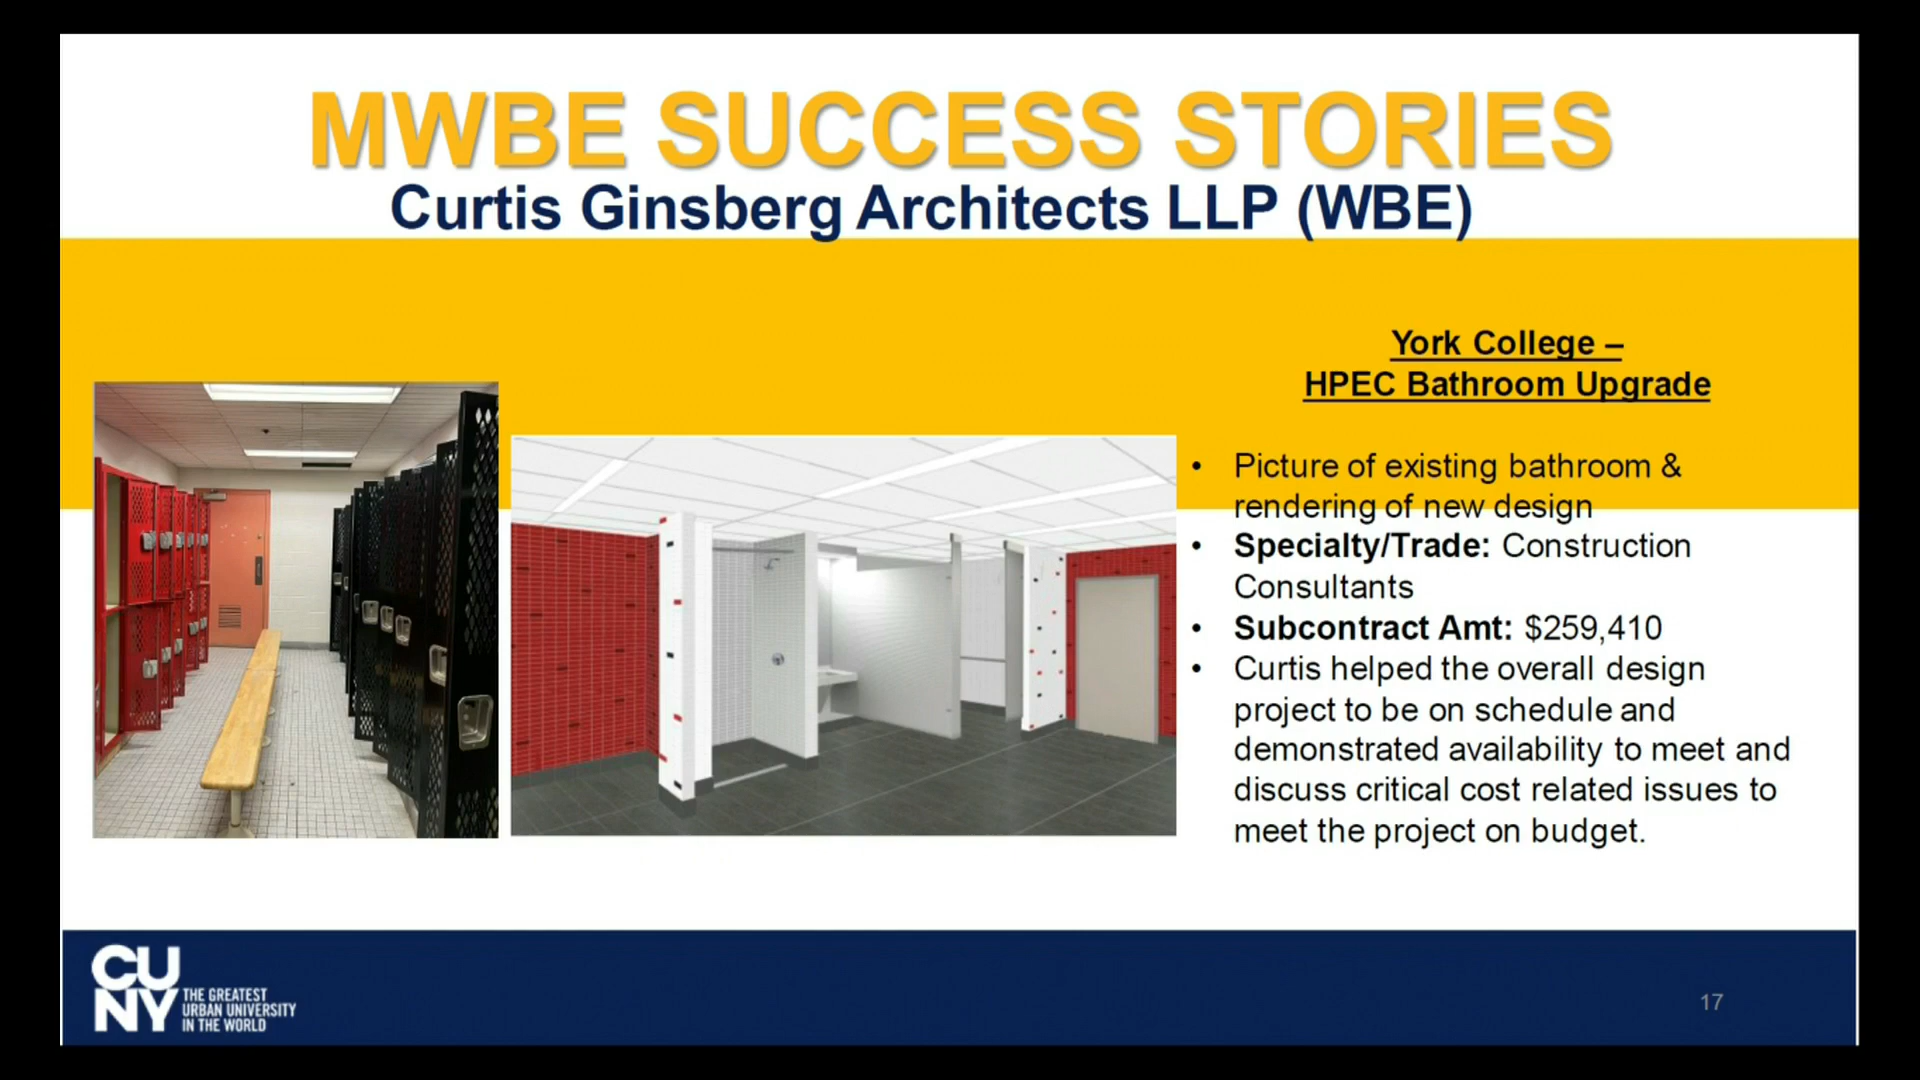 MWBE SUCCESS STORIES
Curtis Ginsberg Architects LLP (WBE)
York College –
HPEC Bathroom Upgrade
• Picture of existing bathroom &
rendering of new design
• Specialty/Trade: Construction
Consultants
• Subcontract Amt: $259,410
• Curtis helped the overall design
project to be on schedule and
demonstrated availability to meet and
discuss critical cost related issues to
meet the project on budget.
CU
NY
THE GREATEST
URBAN UNIVERSITY
IN THE WORLD
17